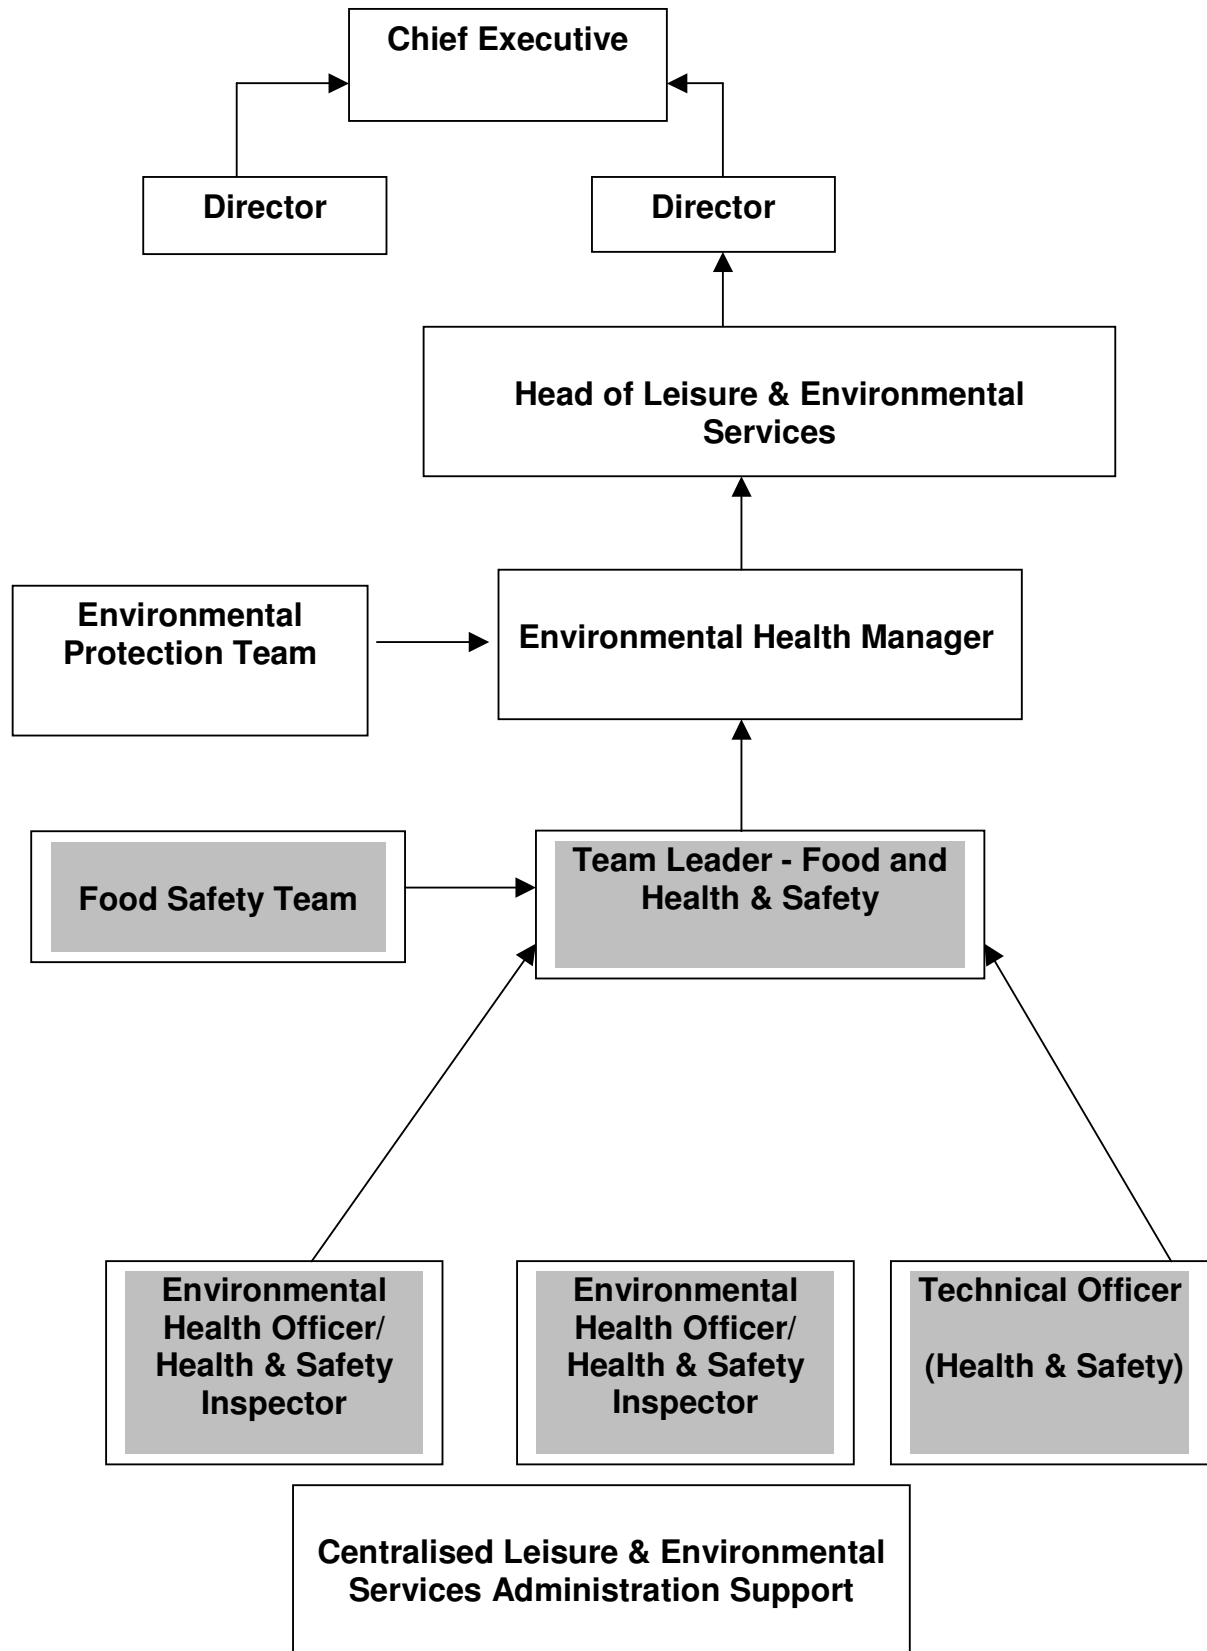 Chief Executive
Director
Director
Head of Leisure & Environmental
Services
Environmental
Protection Team
Environmental Health Manager
Food Safety Team
Team Leader - Food and
Health & Safety
Environmental
Health Officer/
Health & Safety
Inspector
Environmental
Health Officer/
Health & Safety
Inspector
Technical Officer
(Health & Safety)
Centralised Leisure & Environmental
Services Administration Support